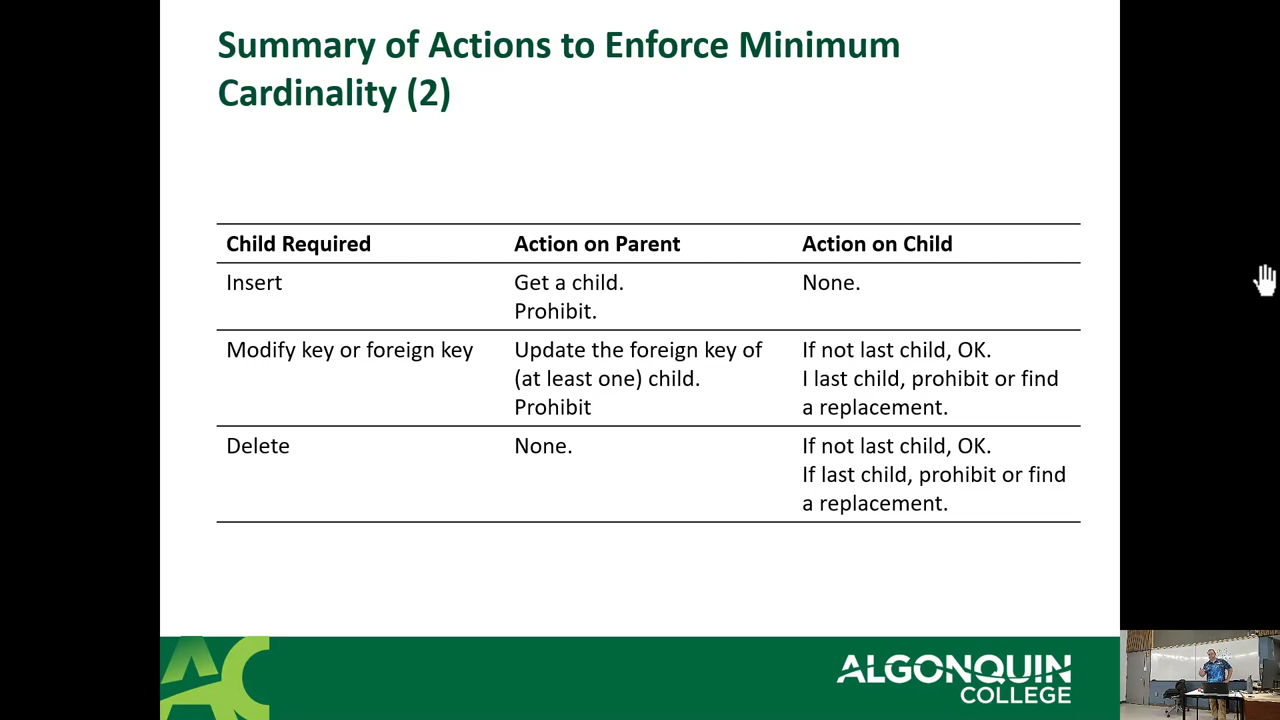 Summary of Actions to Enforce Minimum
Cardinality (2)
Child Required Action on Parent Action on Child
Insert Get a child. None.
Prohibit.
Modify key or foreign key Update the foreign key of If not last child, OK.
(at least one) child. I last child, prohibit or find
Prohibit a replacement.
Delete None. If not last child, OK.
If last child, prohibit or find
a replacement.
AC
ALGONQUIN
COLLEGE